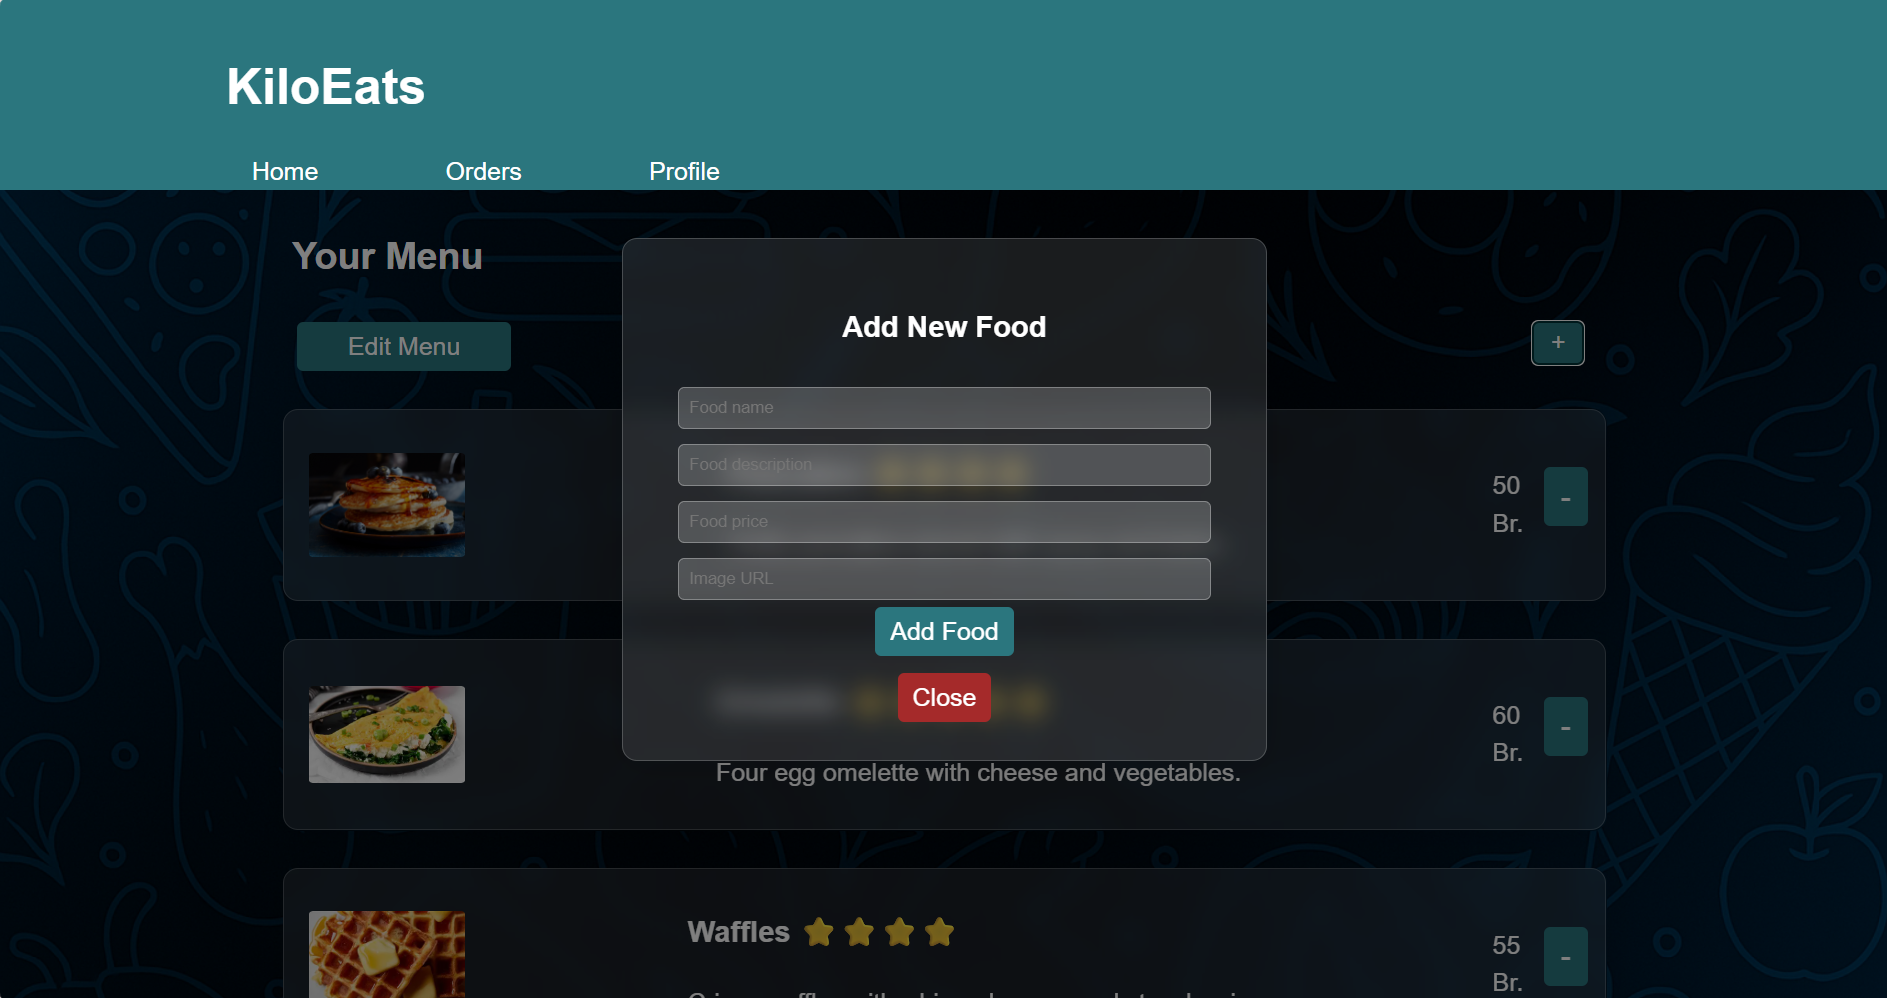 KiloEats
Home Orders Profile
Your Menu
Edit Menu
+
Add New Food
Food name
Food description
Food price
Image URL
Add Food
Close
50
Br.
-
60
Br.
-
Four egg omelette with cheese and vegetables.
Waffles
55
Br.
-